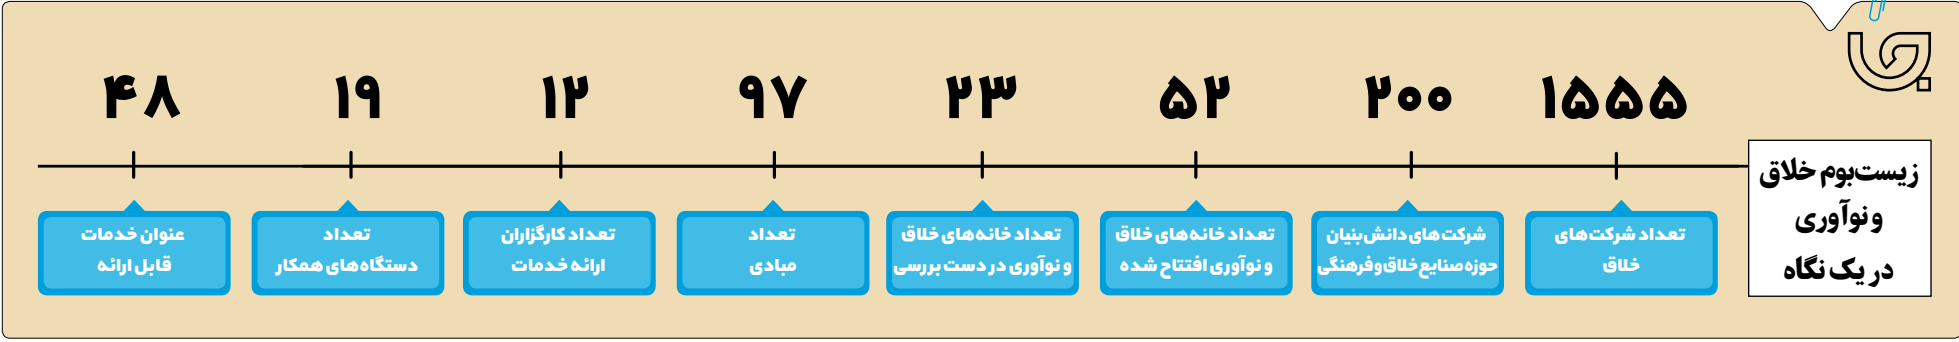 زیست‌بوم خلاق
و نوآوری
در یک نگاه
۱۵۵۵
تعداد شرکت‌های
خلاق
۲۰۰
شرکت‌های دانش‌بنیان
حوزه صنایع خلاق و فرهنگی
۵۲
تعداد خانه‌های خلاق
و نوآوری افتتاح شده
۲۳
تعداد خانه‌های خلاق
و نوآوری در دست بررسی
۹۷
تعداد
مبادی
۱۲
تعداد کارگزاران
ارائه خدمات
۱۹
تعداد
دستگاه‌های همکار
۴۸
عنوان خدمات
قابل ارائه